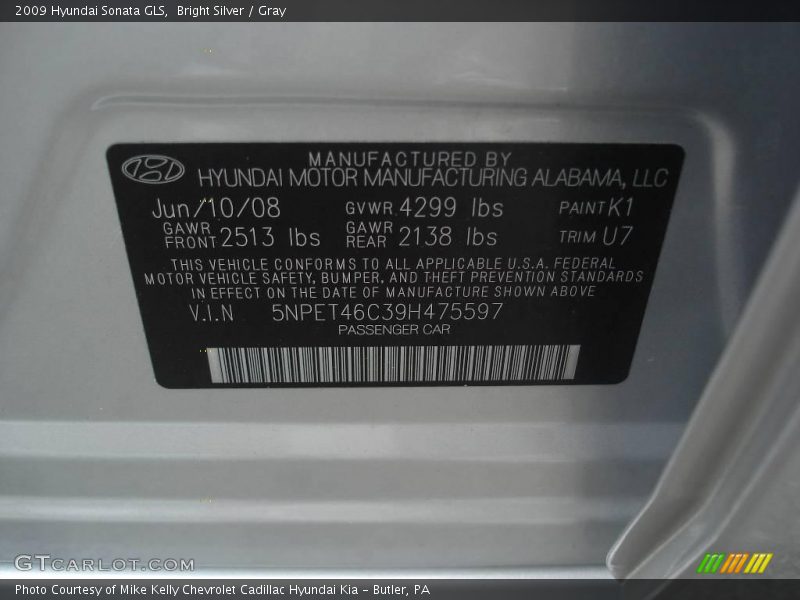 2009 Hyundai Sonata GLS,  Bright Silver / Gray
MANUFACTURED BY
HYUNDAI MOTOR MANUFACTURING ALABAMA, LLC
Jun/10/08 GVWR 4299 lbs PAINT K1
GAWR FRONT 2513 lbs GAWR REAR 2138 lbs TRIM U7
THIS VEHICLE CONFORMS TO ALL APPLICABLE U.S.A. FEDERAL
MOTOR VEHICLE SAFETY, BUMPER, AND THEFT PREVENTION STANDARDS
IN EFFECT ON THE DATE OF MANUFACTURE SHOWN ABOVE
V.I.N 5NPET46C39H475597
PASSENGER CAR
GTCARLOT.COM
Photo Courtesy of Mike Kelly Chevrolet Cadillac Hyundai Kia - Butler, PA